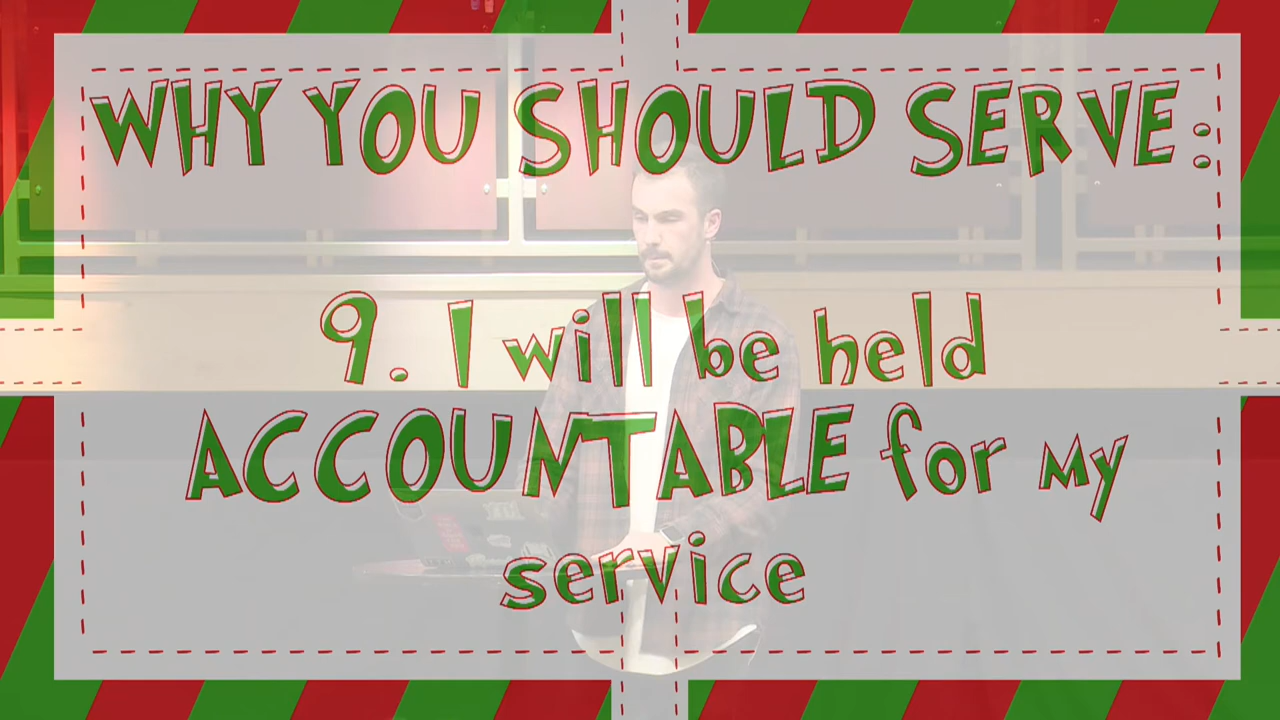 WHY YOU SHOULD SERVE:
9. I will be held
ACCOUNTABLE for My
service